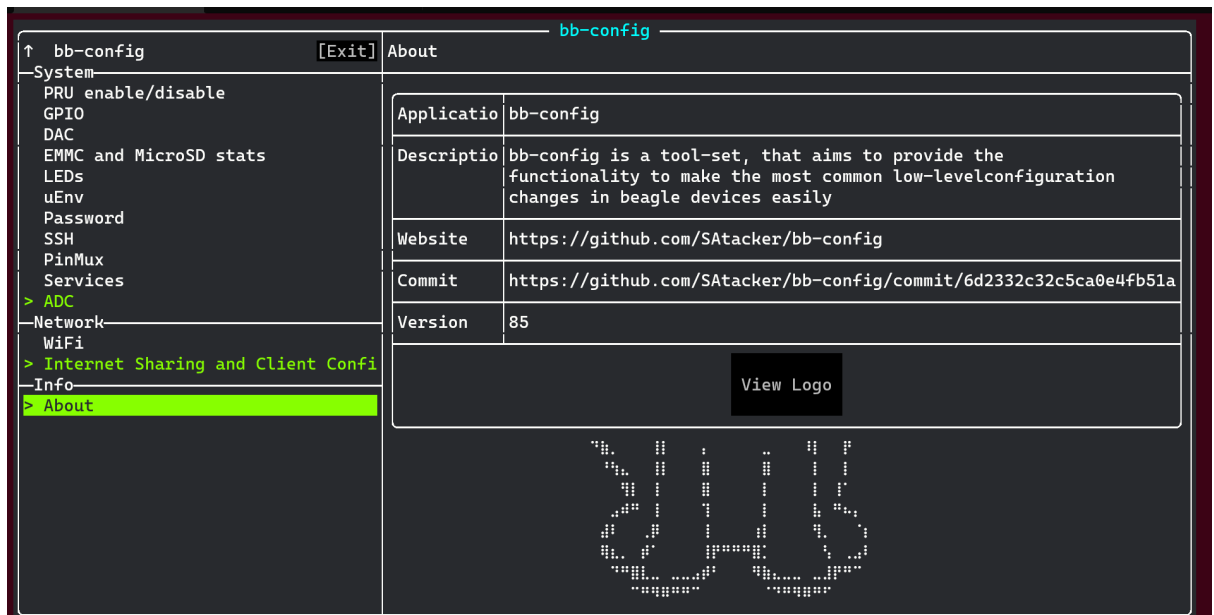 bb-config
↑ bb-config [Exit]
System
PRU enable/disable
GPIO
DAC
EMMC and MicroSD stats
LEDs
uEnv
Password
SSH
PinMux
Services
> ADC
Network
WiFi
> Internet Sharing and Client Confi
Info
> About
About
Applicatio bb-config
Descriptio bb-config is a tool-set, that aims to provide the
functionality to make the most common low-levelconfiguration
changes in beagle devices easily
Website https://github.com/SAtacker/bb-config
Commit https://github.com/SAtacker/bb-config/commit/6d2332c32c5ca0e4fb51a
Version 85
View Logo